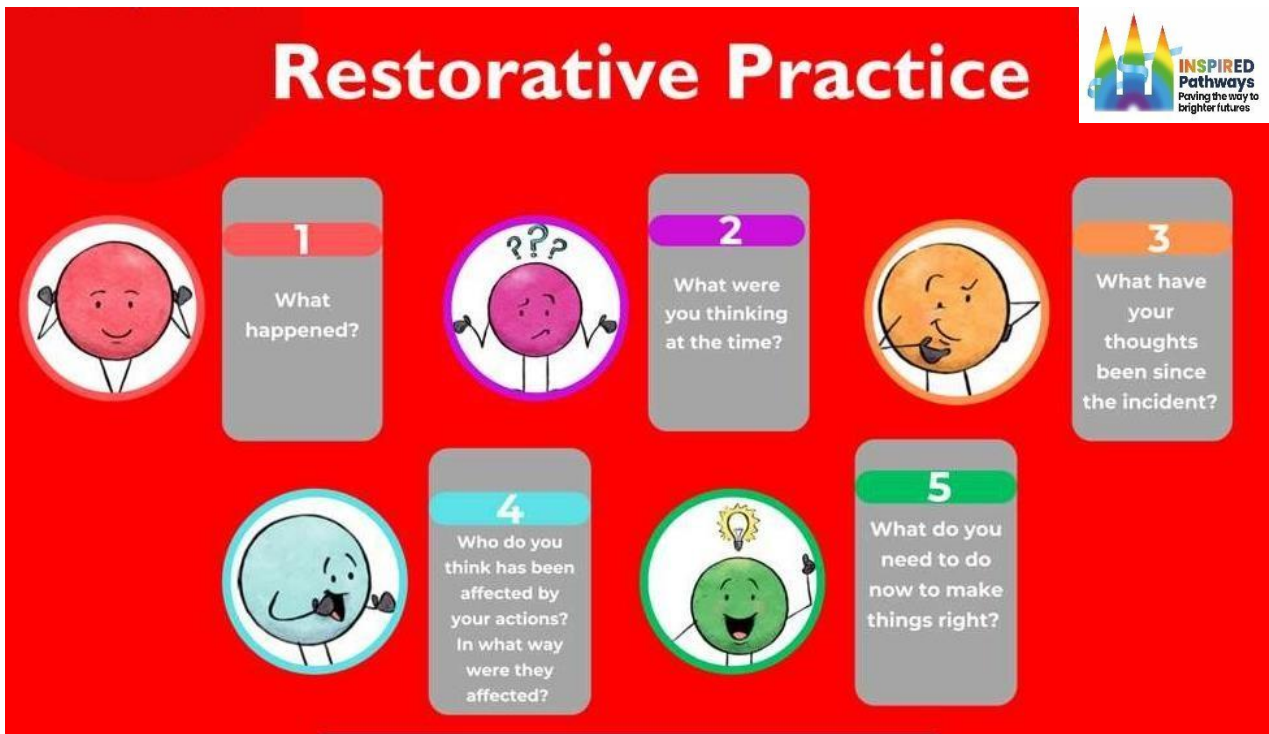 Restorative Practice
INSPIRED
Pathways
Paving the way to
brighter futures
1
What
happened?
???
2
What were
you thinking
at the time?
3
What have
your
thoughts
been since
the incident?
4
Who do you
think has been
affected by
your actions?
In what way
were they
affected?
5
What do you
need to do
now to make
things right?